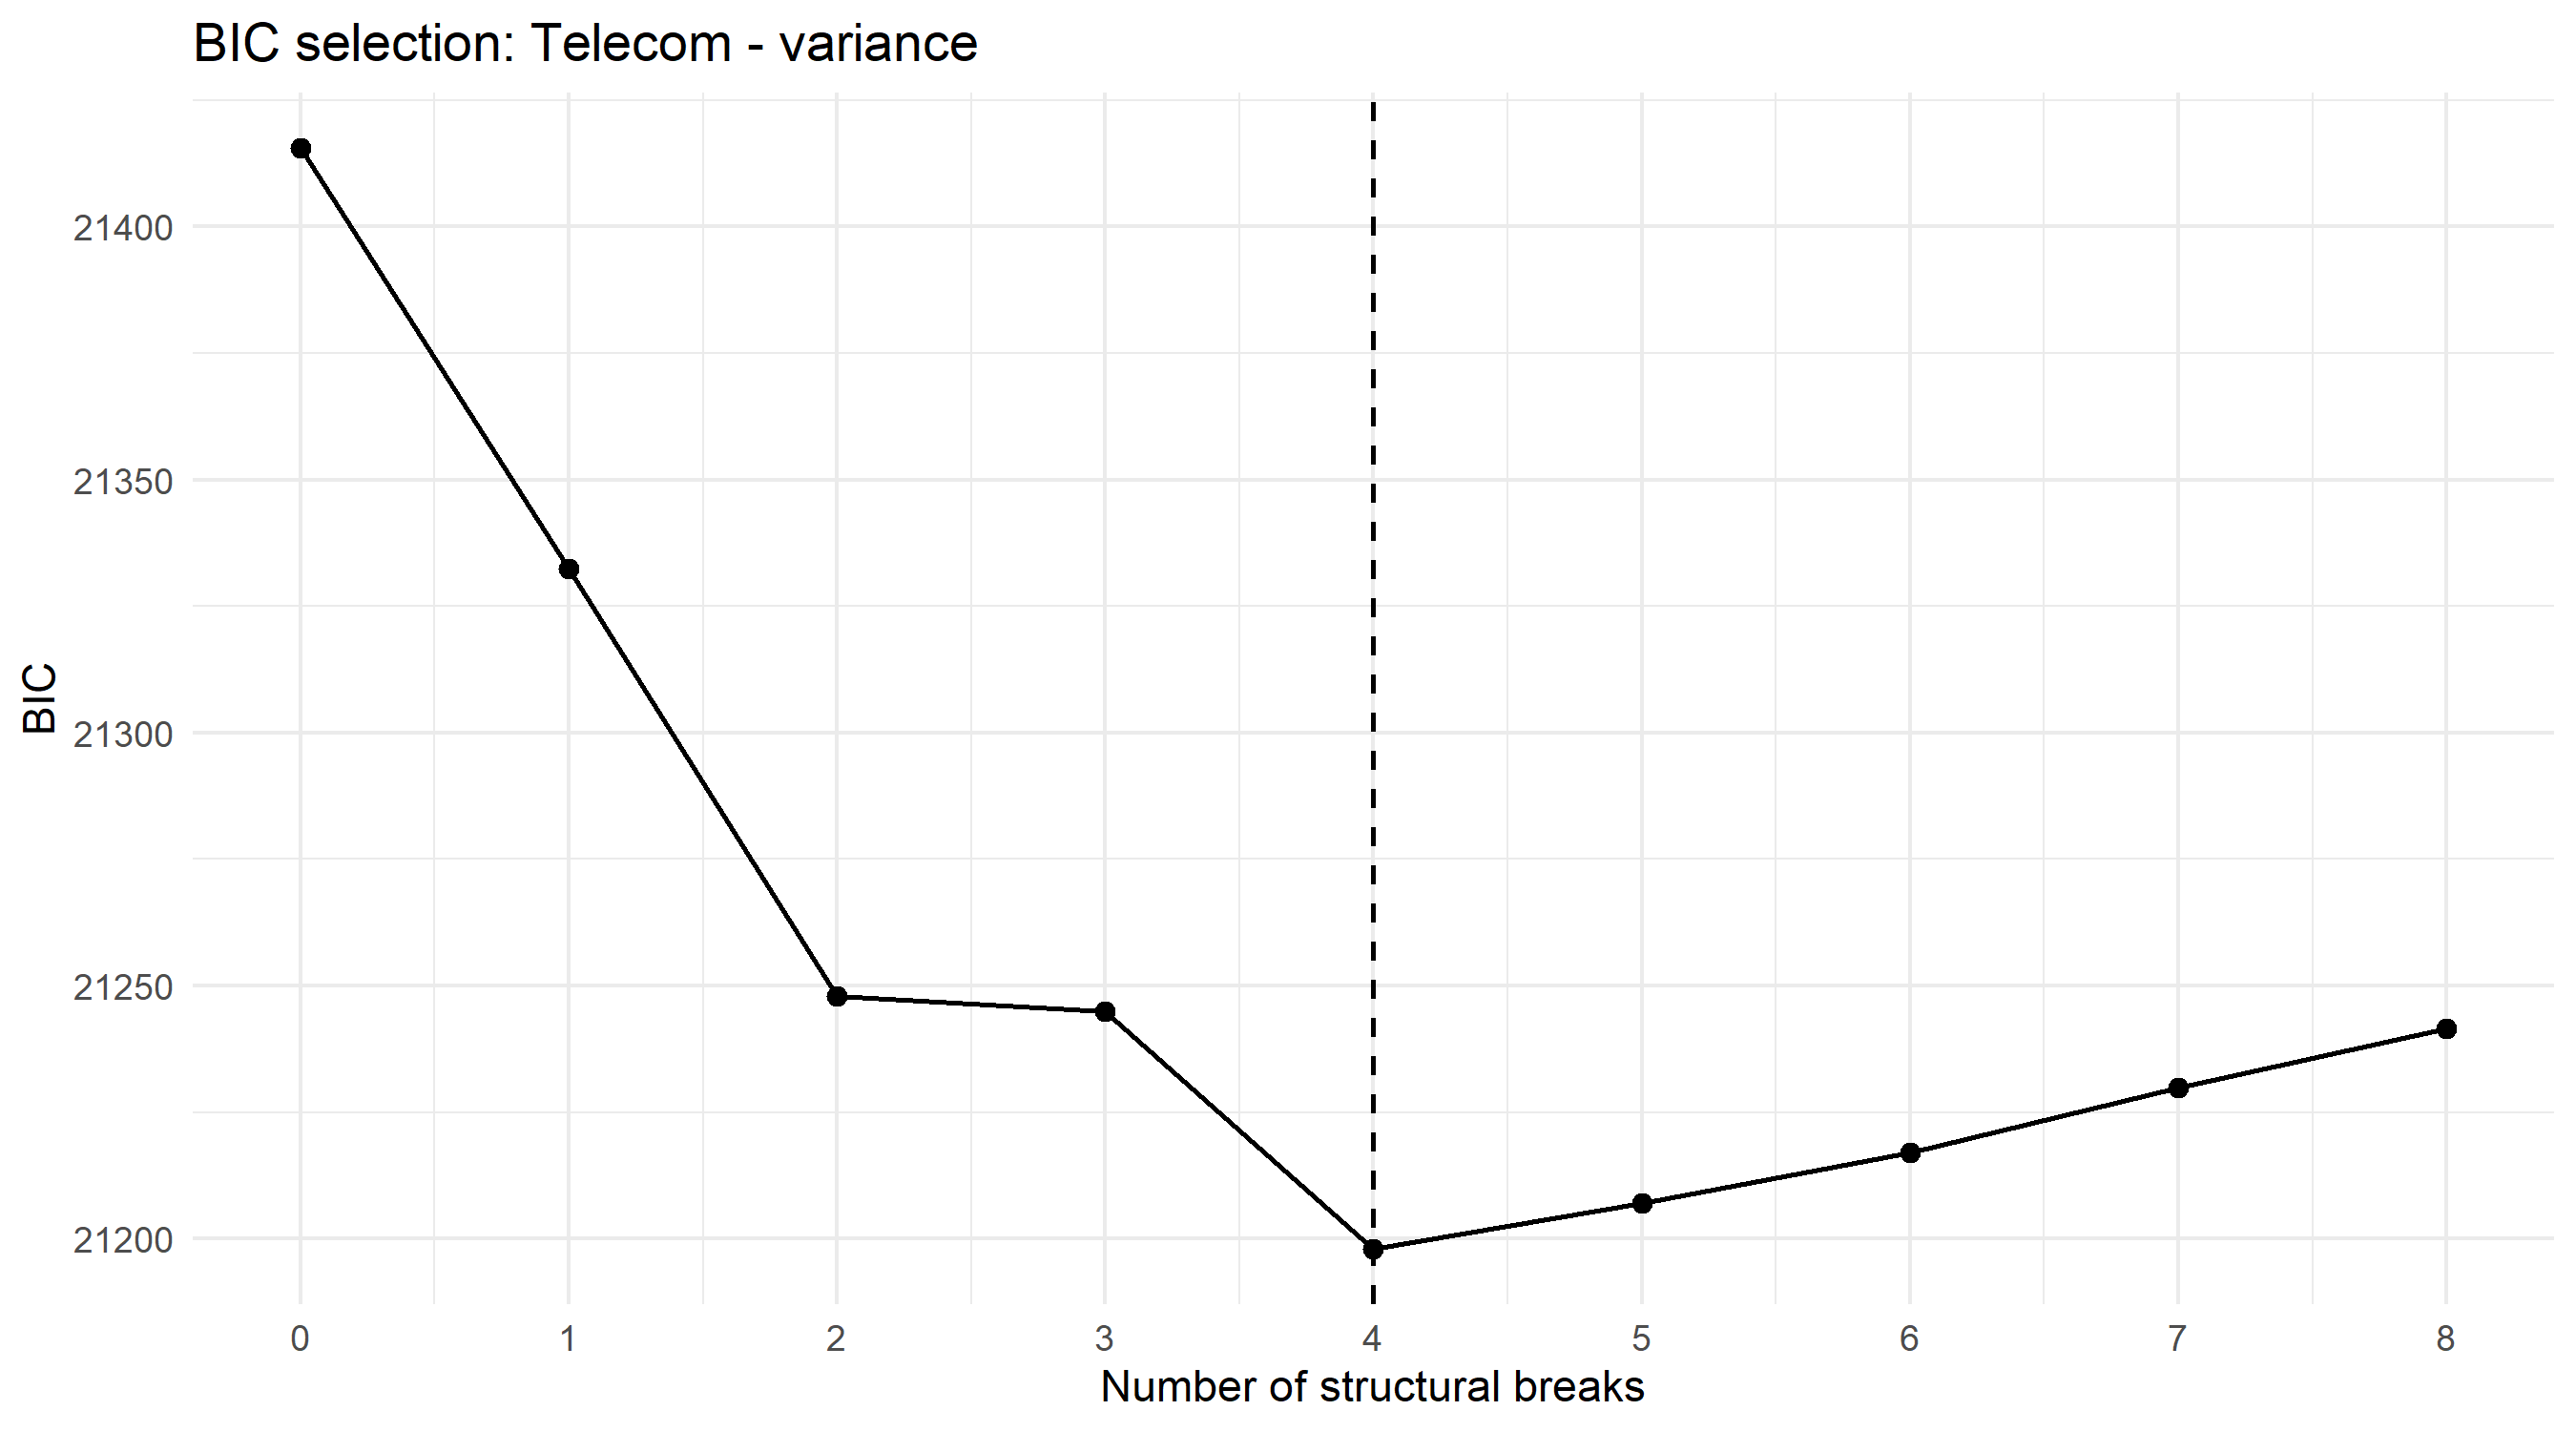 BIC selection: Telecom - variance
BIC
21400
21350
21300
21250
21200
0 1 2 3 4 5 6 7 8
Number of structural breaks